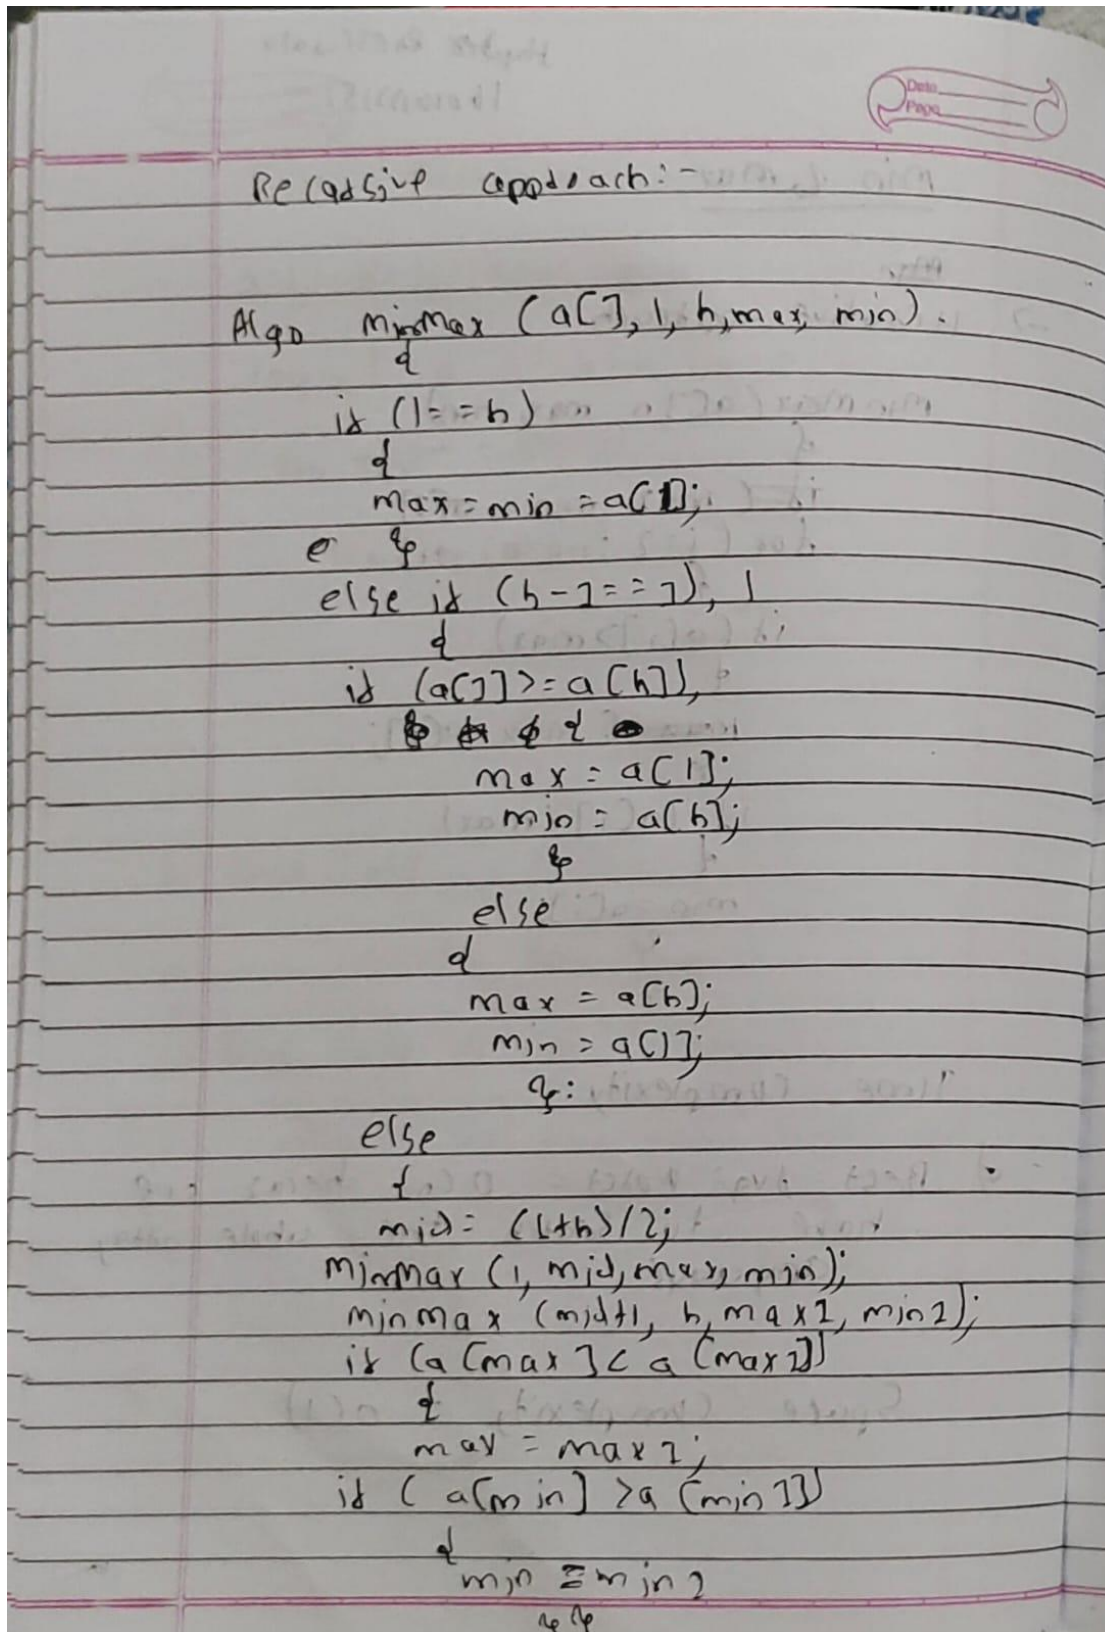 Date
Page
Recursive approach:-
Algo minmax (a[], l, h, max, min).
{
if (l==h)
{
max = min = a[l];
}
else if (h-1==l)
{
if (a[l]>=a[h])
{
max = a[l];
min = a[h];
}
else
{
max = a[h];
min = a[l];
}:
else
{
mid = (l+h)/2;
minmax (l, mid, max, min);
minmax (mid+1, h, max1, min1);
if (a[max] < a[max1])
{
max = max1;
if (a[min] > a[min1])
{
min = min1
}}